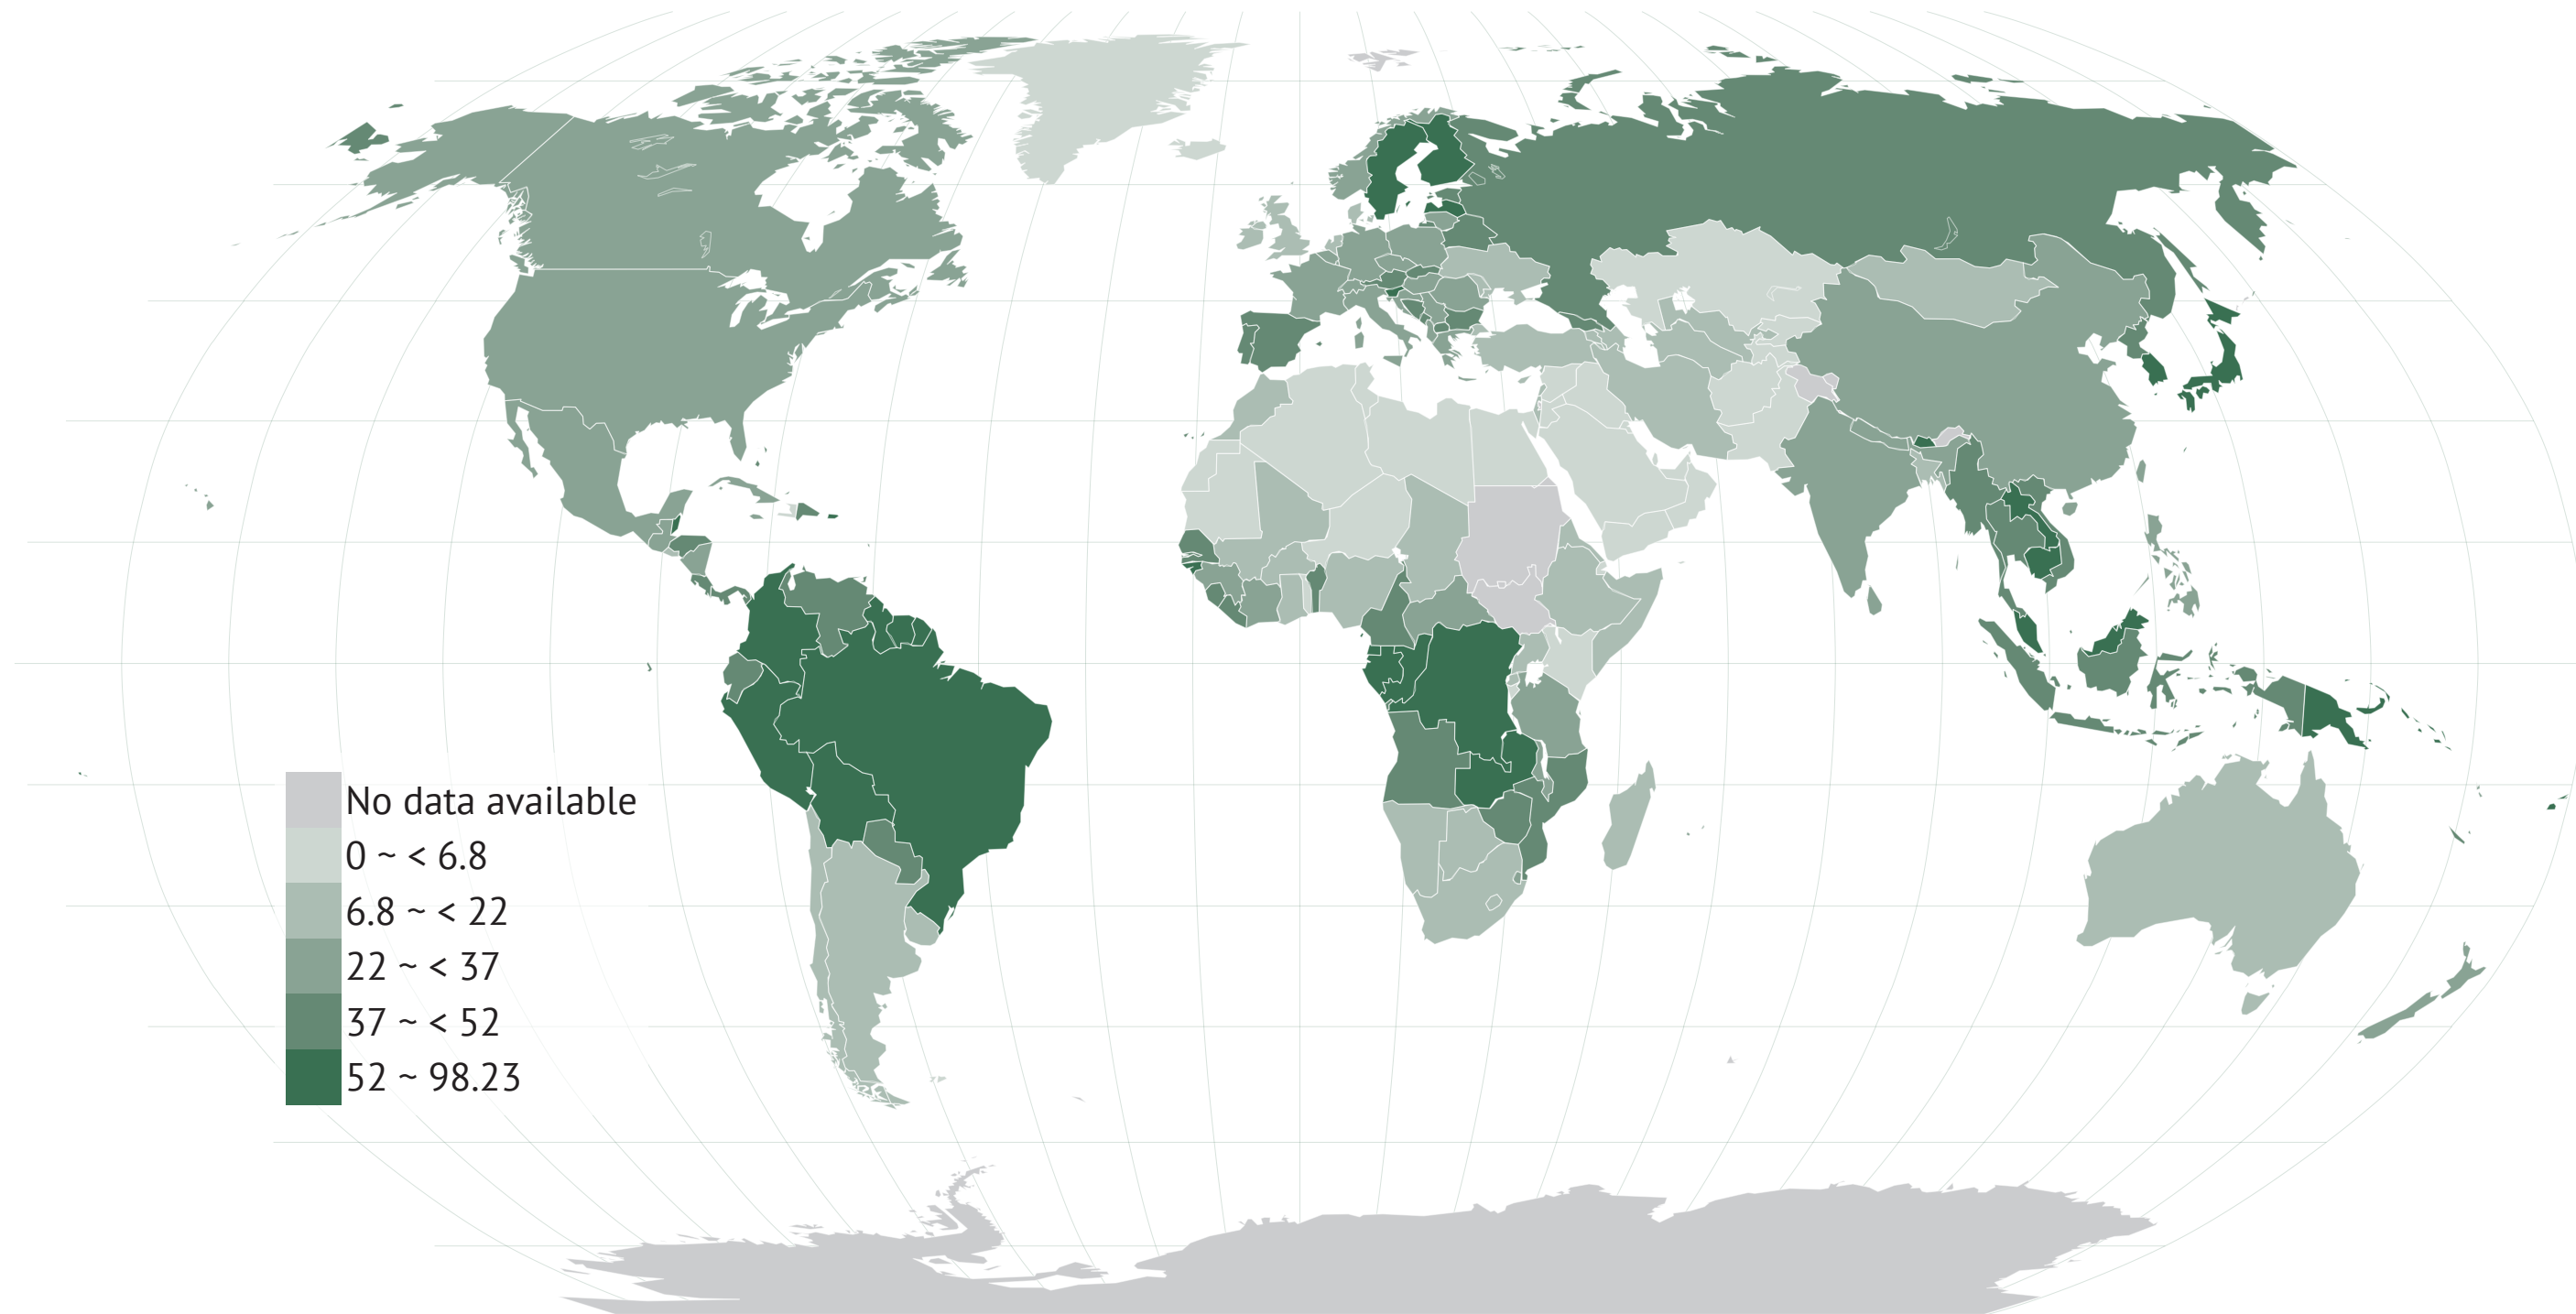 No data available
0 ~ < 6.8
6.8 ~ < 22
22 ~ < 37
37 ~ < 52
52 ~ 98.23